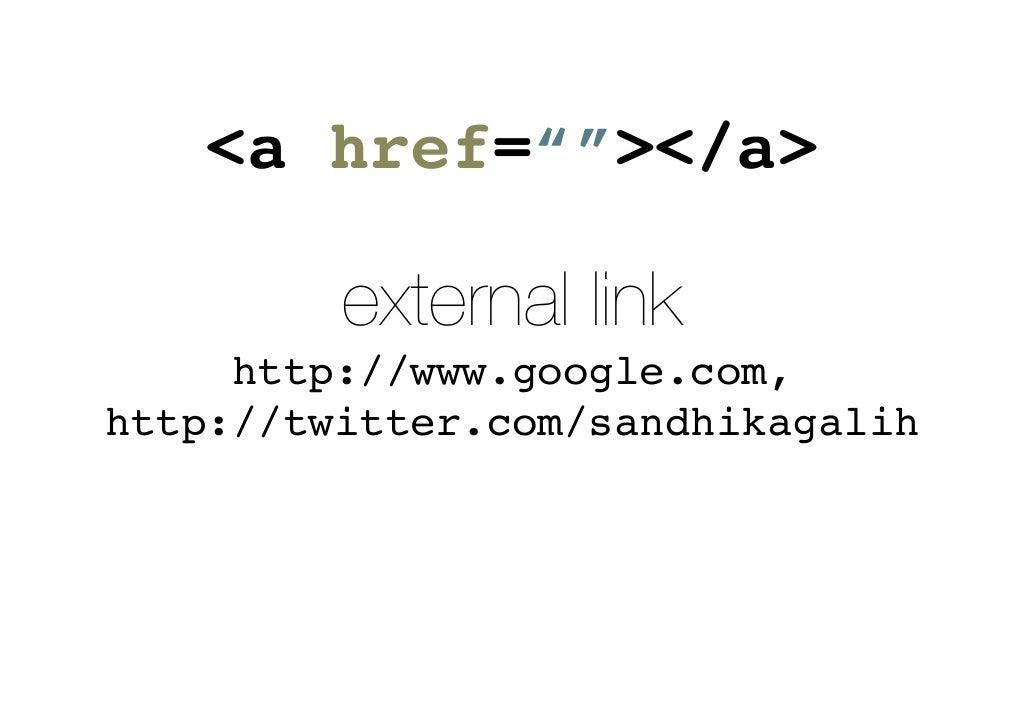 <a href=“”></a>
external link
http://www.google.com,
http://twitter.com/sandhikagalih